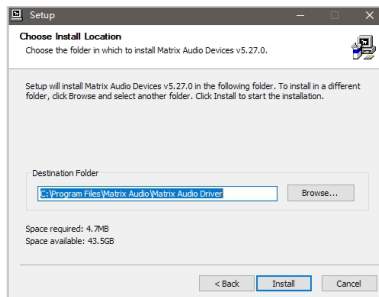 Setup
Choose Install Location
Choose the folder in which to install Matrix Audio Devices v5.27.0.
Setup will install Matrix Audio Devices v5.27.0 in the following folder. To install in a different
folder, click Browse and select another folder. Click Install to start the installation.
Destination Folder
C:\Program Files\Matrix Audio\Matrix Audio Driver
Browse...
Space required: 4.7MB
Space available: 43.5GB
< Back
Install
Cancel